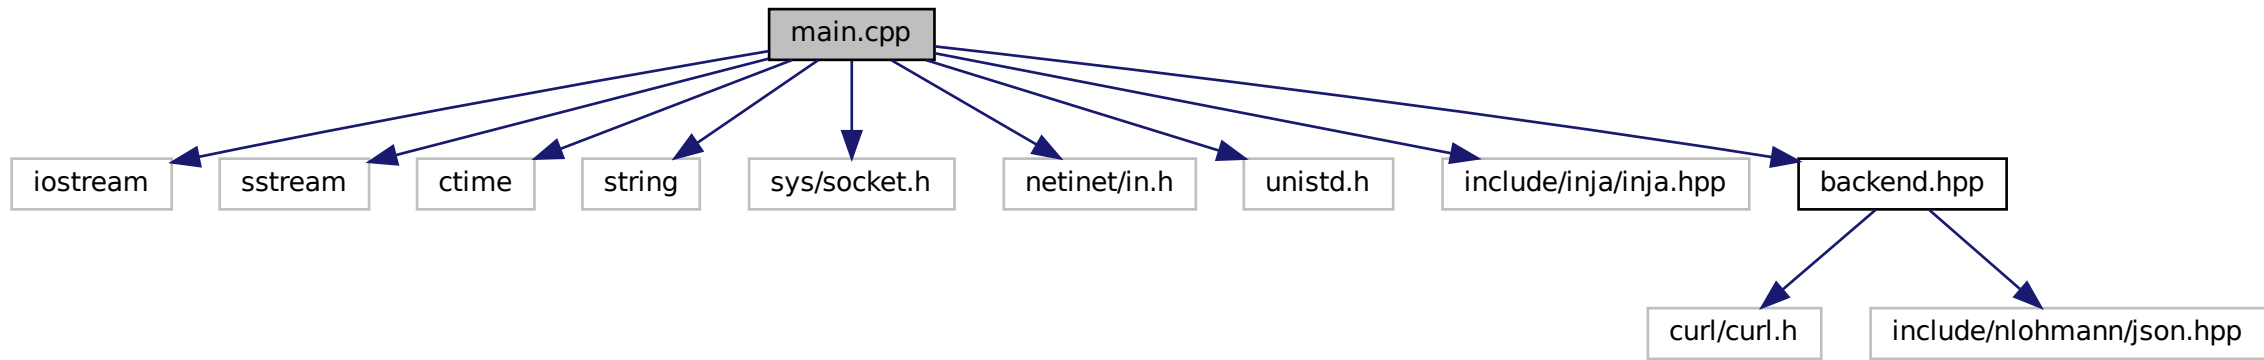 main.cpp
iostream
sstream
ctime
string
sys/socket.h
netinet/in.h
unistd.h
include/inja/inja.hpp
backend.hpp
curl/curl.h
include/nlohmann/json.hpp